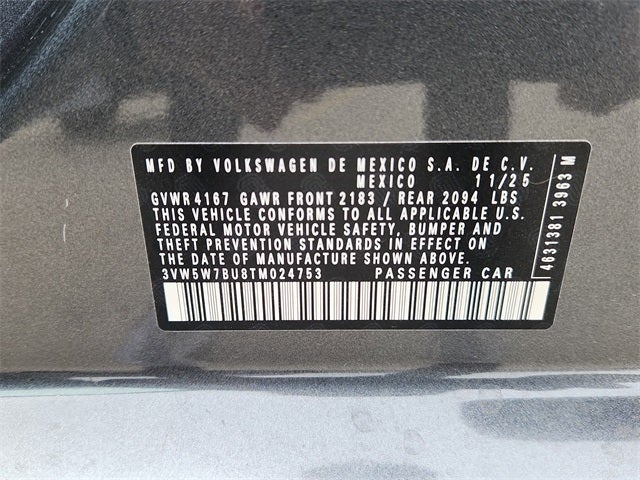 MFD BY VOLKSWAGEN DE MEXICO S.A. DE C.V.
MEXICO 11/25
GVWR 4167 GAWR FRONT 2183 / REAR 2094 LBS
THIS VEHICLE CONFORMS TO ALL APPLICABLE U.S.
FEDERAL MOTOR VEHICLE SAFETY, BUMPER AND
THEFT PREVENTION STANDARDS IN EFFECT ON
THE DATE OF MANUFACTURE SHOWN ABOVE.
3VW5W7BU8TM024753 PASSENGER CAR
4631381 3963 M